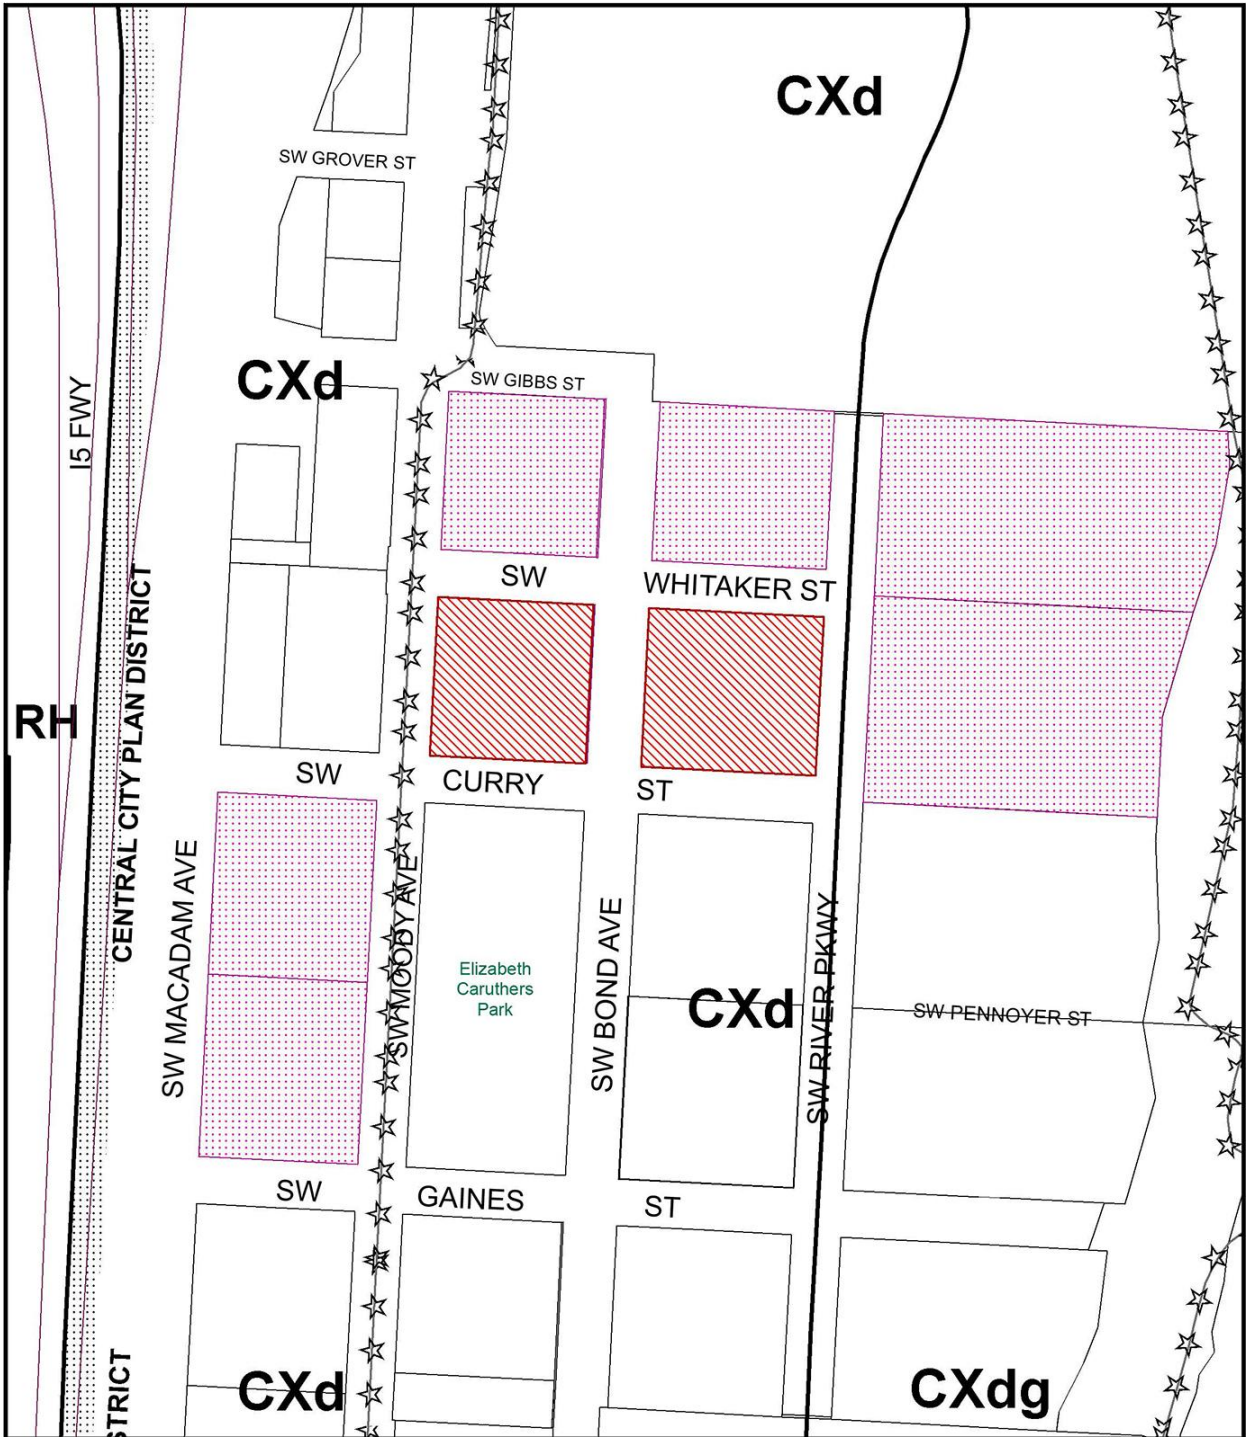 CXd
SW GROVER ST
CXd
SW GIBBS ST
I5 FWY
SW
WHITAKER ST
RH
CENTRAL CITY PLAN DISTRICT
SW
CURRY
ST
SW MACADAM AVE
SW MOODY AVE
Elizabeth
Caruthers
Park
SW BOND AVE
CXd
SW RIVER PKWY
SW PENNOYER ST
SW
GAINES
ST
STRICT
CXd
CXdg